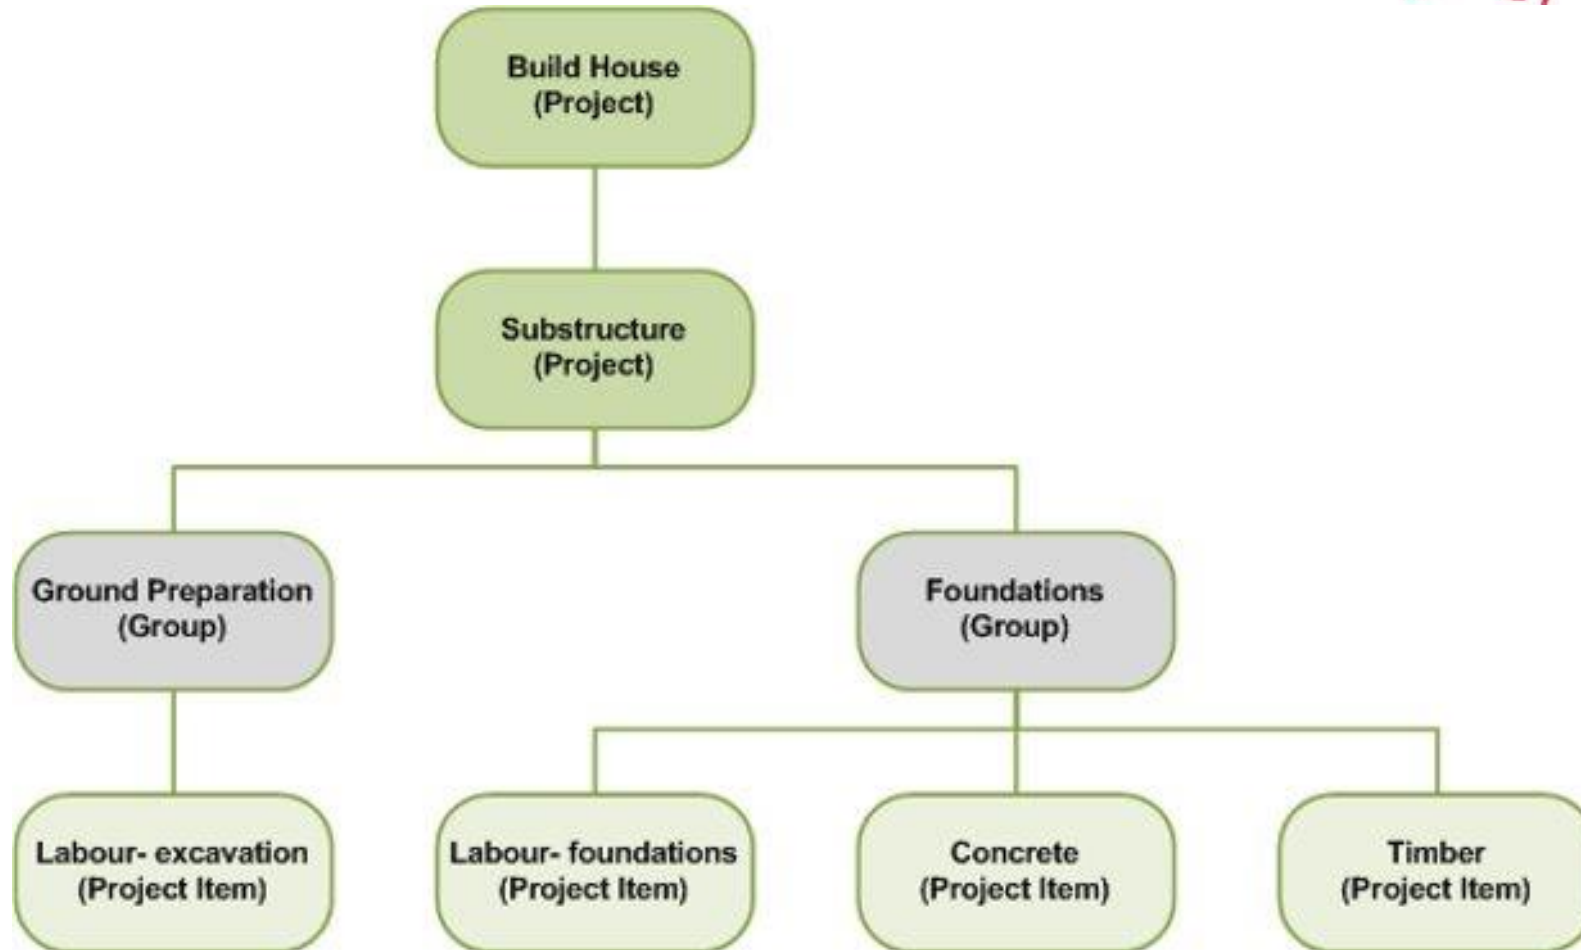 Build House
(Project)
Substructure
(Project)
Ground Preparation
(Group)
Foundations
(Group)
Labour- excavation
(Project Item)
Labour- foundations
(Project Item)
Concrete
(Project Item)
Timber
(Project Item)